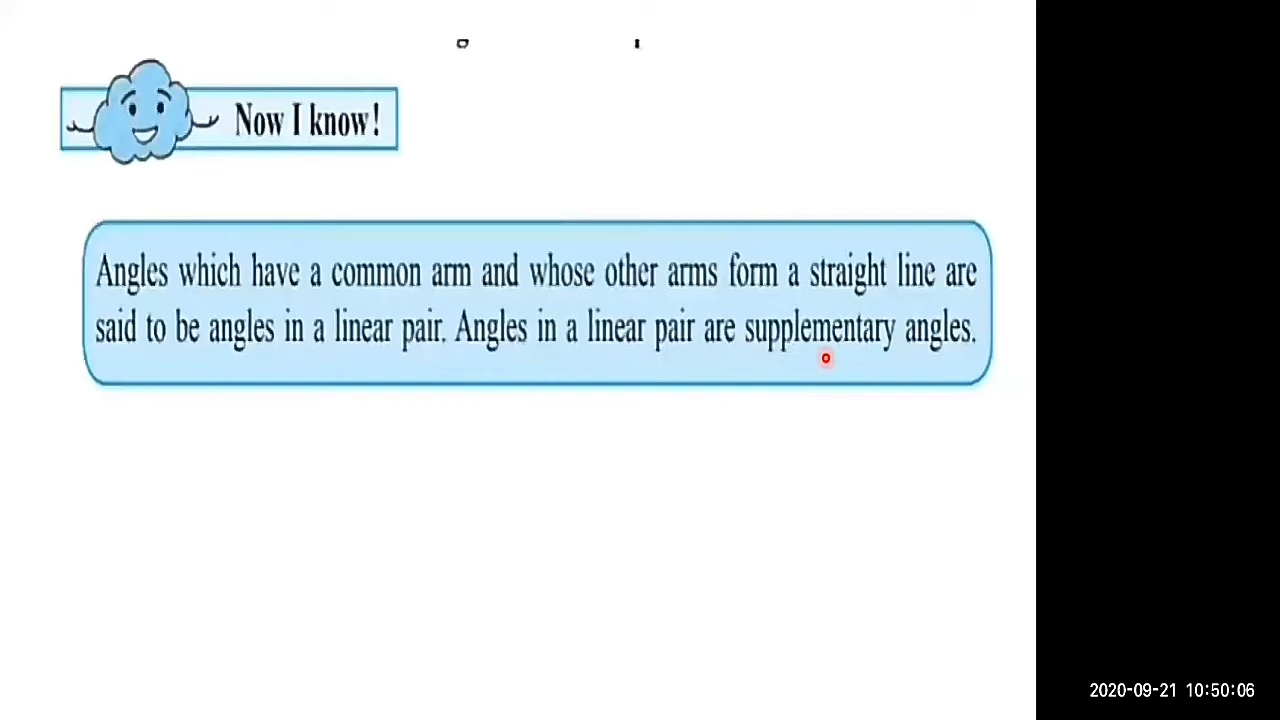 Now I know!
Angles which have a common arm and whose other arms form a straight line are
said to be angles in a linear pair. Angles in a linear pair are supplementary angles.
2020-09-21 10:50:06